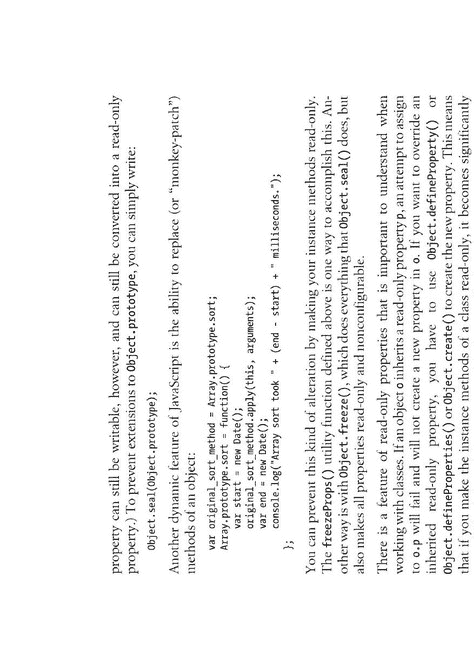 property can still be writable, however, and can still be converted into a read-only
property.) To prevent extensions to Object.prototype, you can simply write:
Object.seal(Object.prototype);
Another dynamic feature of JavaScript is the ability to replace (or “monkey-patch”)
methods of an object:
var original_sort_method = Array.prototype.sort;
Array.prototype.sort = function() {
var start = new Date();
original_sort_method.apply(this, arguments);
var end = new Date();
console.log("Array sort took " + (end - start) + " milliseconds.");
};
You can prevent this kind of alteration by making your instance methods read-only.
The freezeProps() utility function defined above is one way to accomplish this. An-
other way is with Object.freeze(), which does everything that Object.seal() does, but
also makes all properties read-only and nonconfigurable.
There is a feature of read-only properties that is important to understand when
working with classes. If an object o inherits a read-only property p, an attempt to assign
to o.p will fail and will not create a new property in o. If you want to override an
inherited read-only property, you have to use Object.defineProperty() or
Object.defineProperties() or Object.create() to create the new property. This means
that if you make the instance methods of a class read-only, it becomes significantly